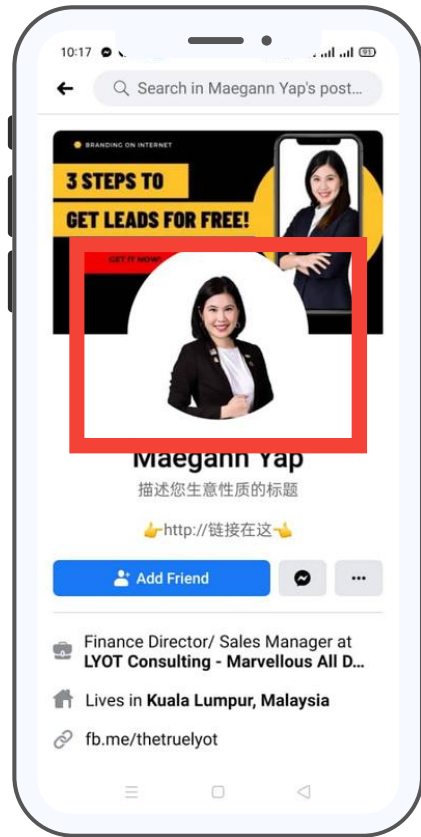 10:17
93
Search in Maegann Yap's post...
BRANDING ON INTERNET
3 STEPS TO
GET LEADS FOR FREE!
GET IT NOW!
Maegann Yap
描述您生意性质的标题
👉http://链接在这👈
Add Friend
Finance Director/ Sales Manager at
LYOT Consulting - Marvellous All D...
Lives in Kuala Lumpur, Malaysia
fb.me/thetruelyot